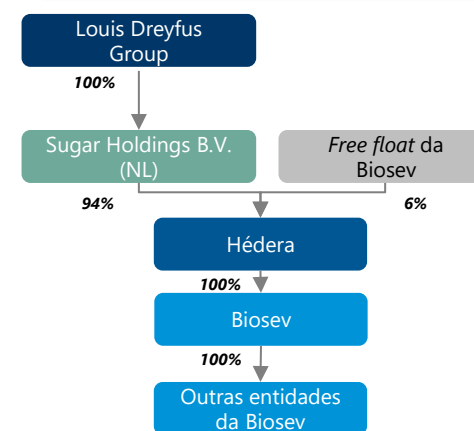 Louis Dreyfus
Group
100%
Sugar Holdings B.V.
(NL)
Free float da
Biosev
94%
6%
Hédera
100%
Biosev
100%
Outras entidades
da Biosev